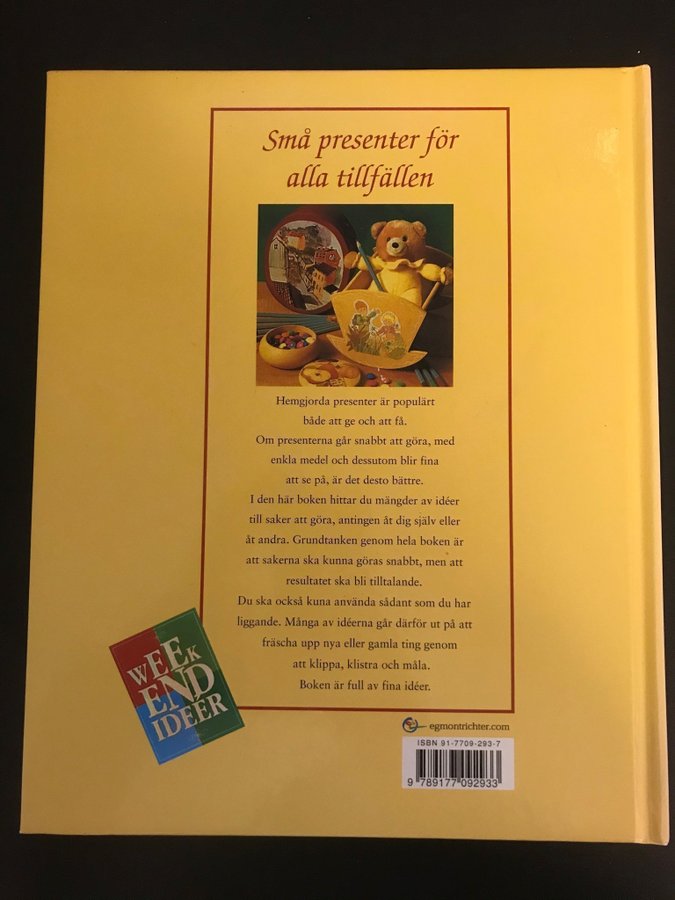 Små presenter för
alla tillfällen
Hemgjorda presenter är populärt
både att ge och att få.
Om presenterna går snabbt att göra, med
enkla medel och dessutom blir fina
att se på, är det desto bättre.
I den här boken hittar du mängder av idéer
till saker att göra, antingen åt dig själv eller
åt andra. Grundtanken genom hela boken är
att sakerna ska kunna göras snabbt, men att
resultatet ska bli tilltalande.
Du ska också kuna använda sådant som du har
liggande. Många av idéerna går därför ut på att
fräscha upp nya eller gamla ting genom
att klippa, klistra och måla.
Boken är full av fina idéer.
WEEK
END
IDEER
egmontrichter.com
ISBN 91-7709-293-7
9 789177 092933